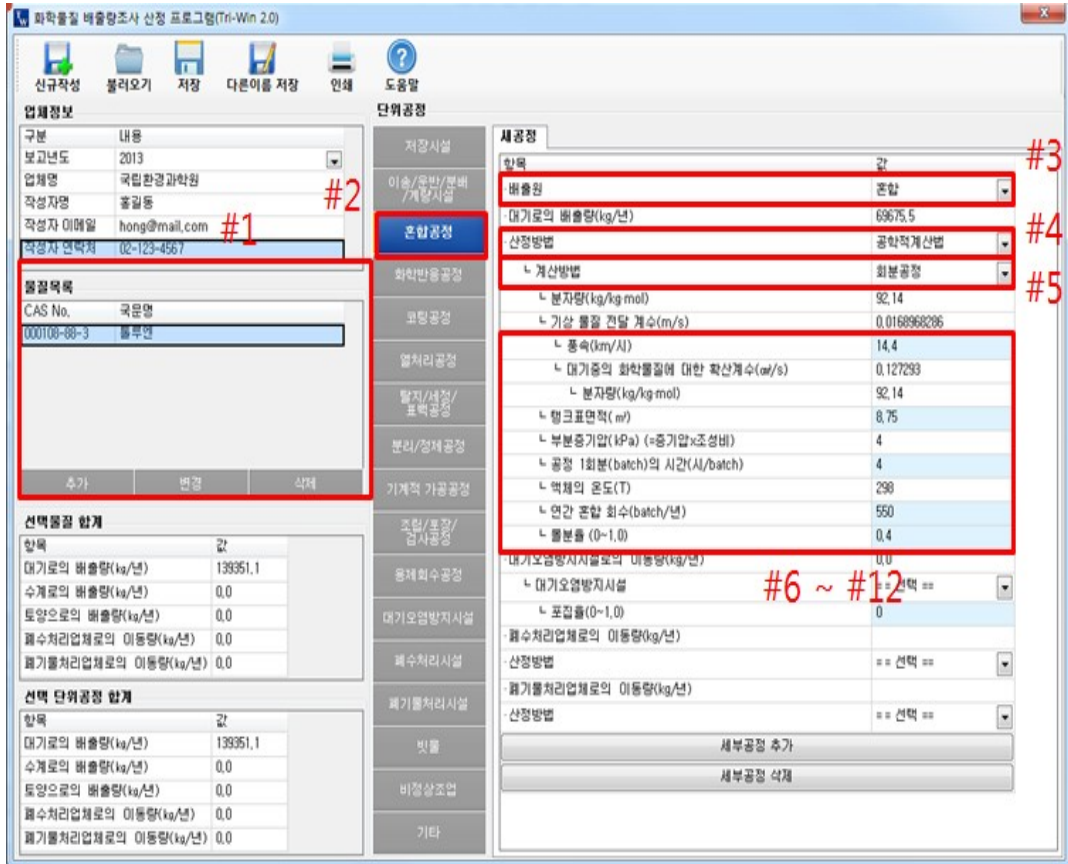 화학물질 배출량조사 산정 프로그램(Tri-Win 2.0)
신규작성 불러오기 저장 다른이름 저장 인쇄 도움말
업체정보
구분 내용
보고년도 2013
업체명 국립환경과학원
작성자명 홍길동
작성자 이메일 hong@mail.com
작성자 연락처 02-123-4567
#1
#2
물질목록
CAS No. 국문명
000108-88-3 톨루엔
추가 변경 삭제
선택물질 합계
항목 값
대기로의 배출량(kg/년) 139351.1
수계로의 배출량(kg/년) 0.0
토양으로의 배출량(kg/년) 0.0
폐수처리업체로의 이동량(kg/년) 0.0
폐기물처리업체로의 이동량(kg/년) 0.0
선택 단위공정 합계
항목 값
대기로의 배출량(kg/년) 139351.1
수계로의 배출량(kg/년) 0.0
토양으로의 배출량(kg/년) 0.0
폐수처리업체로의 이동량(kg/년) 0.0
폐기물처리업체로의 이동량(kg/년) 0.0
단위공정
저장시설
이송/운반/분배
/계량시설
혼합공정
화학반응공정
코팅공정
열처리공정
탈지/세정/
표백공정
분리/정제공정
기계적 가공공정
조립/포장/
검사공정
용제회수공정
대기오염방지시설
폐수처리시설
폐기물처리시설
빗물
비정상조업
기타
새공정
항목 값
#3
·배출원 혼합
·대기로의 배출량(kg/년) 69675.5
#4
·산정방법 공학적계산법
└ 계산방법 회분공정
#5
└ 분자량(kg/kg·mol) 92.14
└ 기상 물질 전달 계수(m/s) 0.0168968286
└ 풍속(km/시) 14.4
└ 대기중의 화학물질에 대한 확산계수(㎠/s) 0.127293
└ 분자량(kg/kg·mol) 92.14
└ 탱크표면적(㎡) 8.75
└ 부분증기압(kPa) (=증기압x조성비) 4
└ 공정 1회분(batch)의 시간(시/batch) 4
└ 액체의 온도(T) 298
└ 연간 혼합 회수(batch/년) 550
└ 몰분율 (0~1.0) 0.4
·대기오염방지시설로의 이동량(kg/년) 0.0
#6 ~ #12
└ 대기오염방지시설 == 선택 ==
└ 포집율(0~1.0) 0
·폐수처리업체로의 이동량(kg/년)
·산정방법 == 선택 ==
·폐기물처리업체로의 이동량(kg/년)
·산정방법 == 선택 ==
세부공정 추가
세부공정 삭제